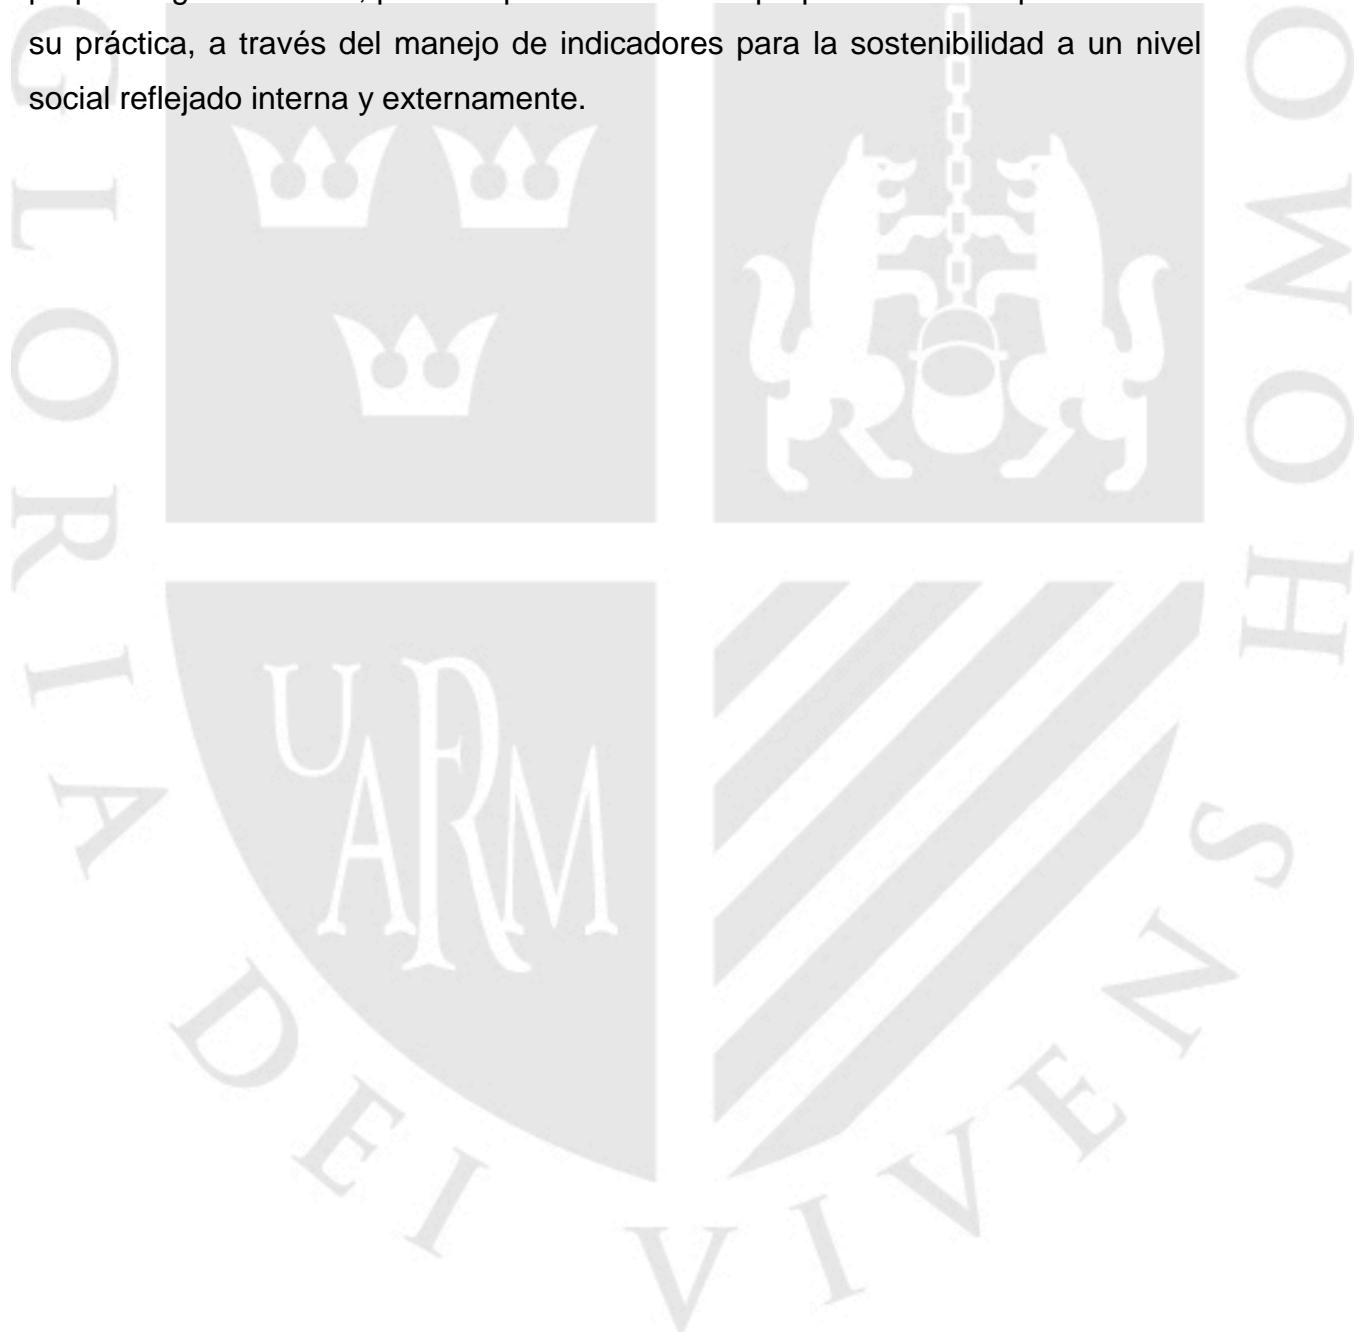 su práctica, a través del manejo de indicadores para la sostenibilidad a un nivel
social reflejado interna y externamente.
GLORIA DEI VIVENS HOMO
UARM